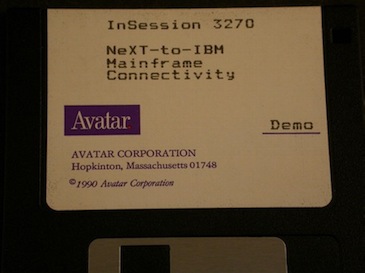 InSession 3270
NeXT-to-IBM
Mainframe
Connectivity
Avatar
Demo
AVATAR CORPORATION
Hopkinton, Massachusetts 01748
©1990 Avatar Corporation